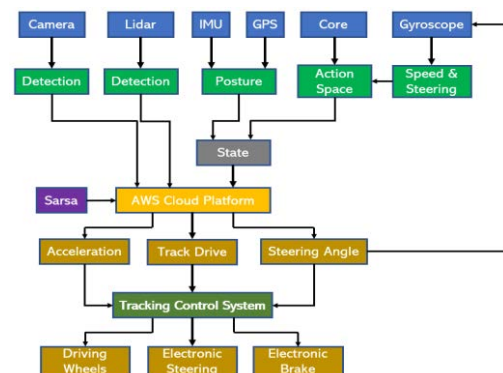 Camera
Lidar
IMU
GPS
Core
Gyroscope
Detection
Detection
Posture
Action
Space
Speed &
Steering
State
Sarsa
AWS Cloud Platform
Acceleration
Track Drive
Steering Angle
Tracking Control System
Driving
Wheels
Electronic
Steering
Electronic
Brake